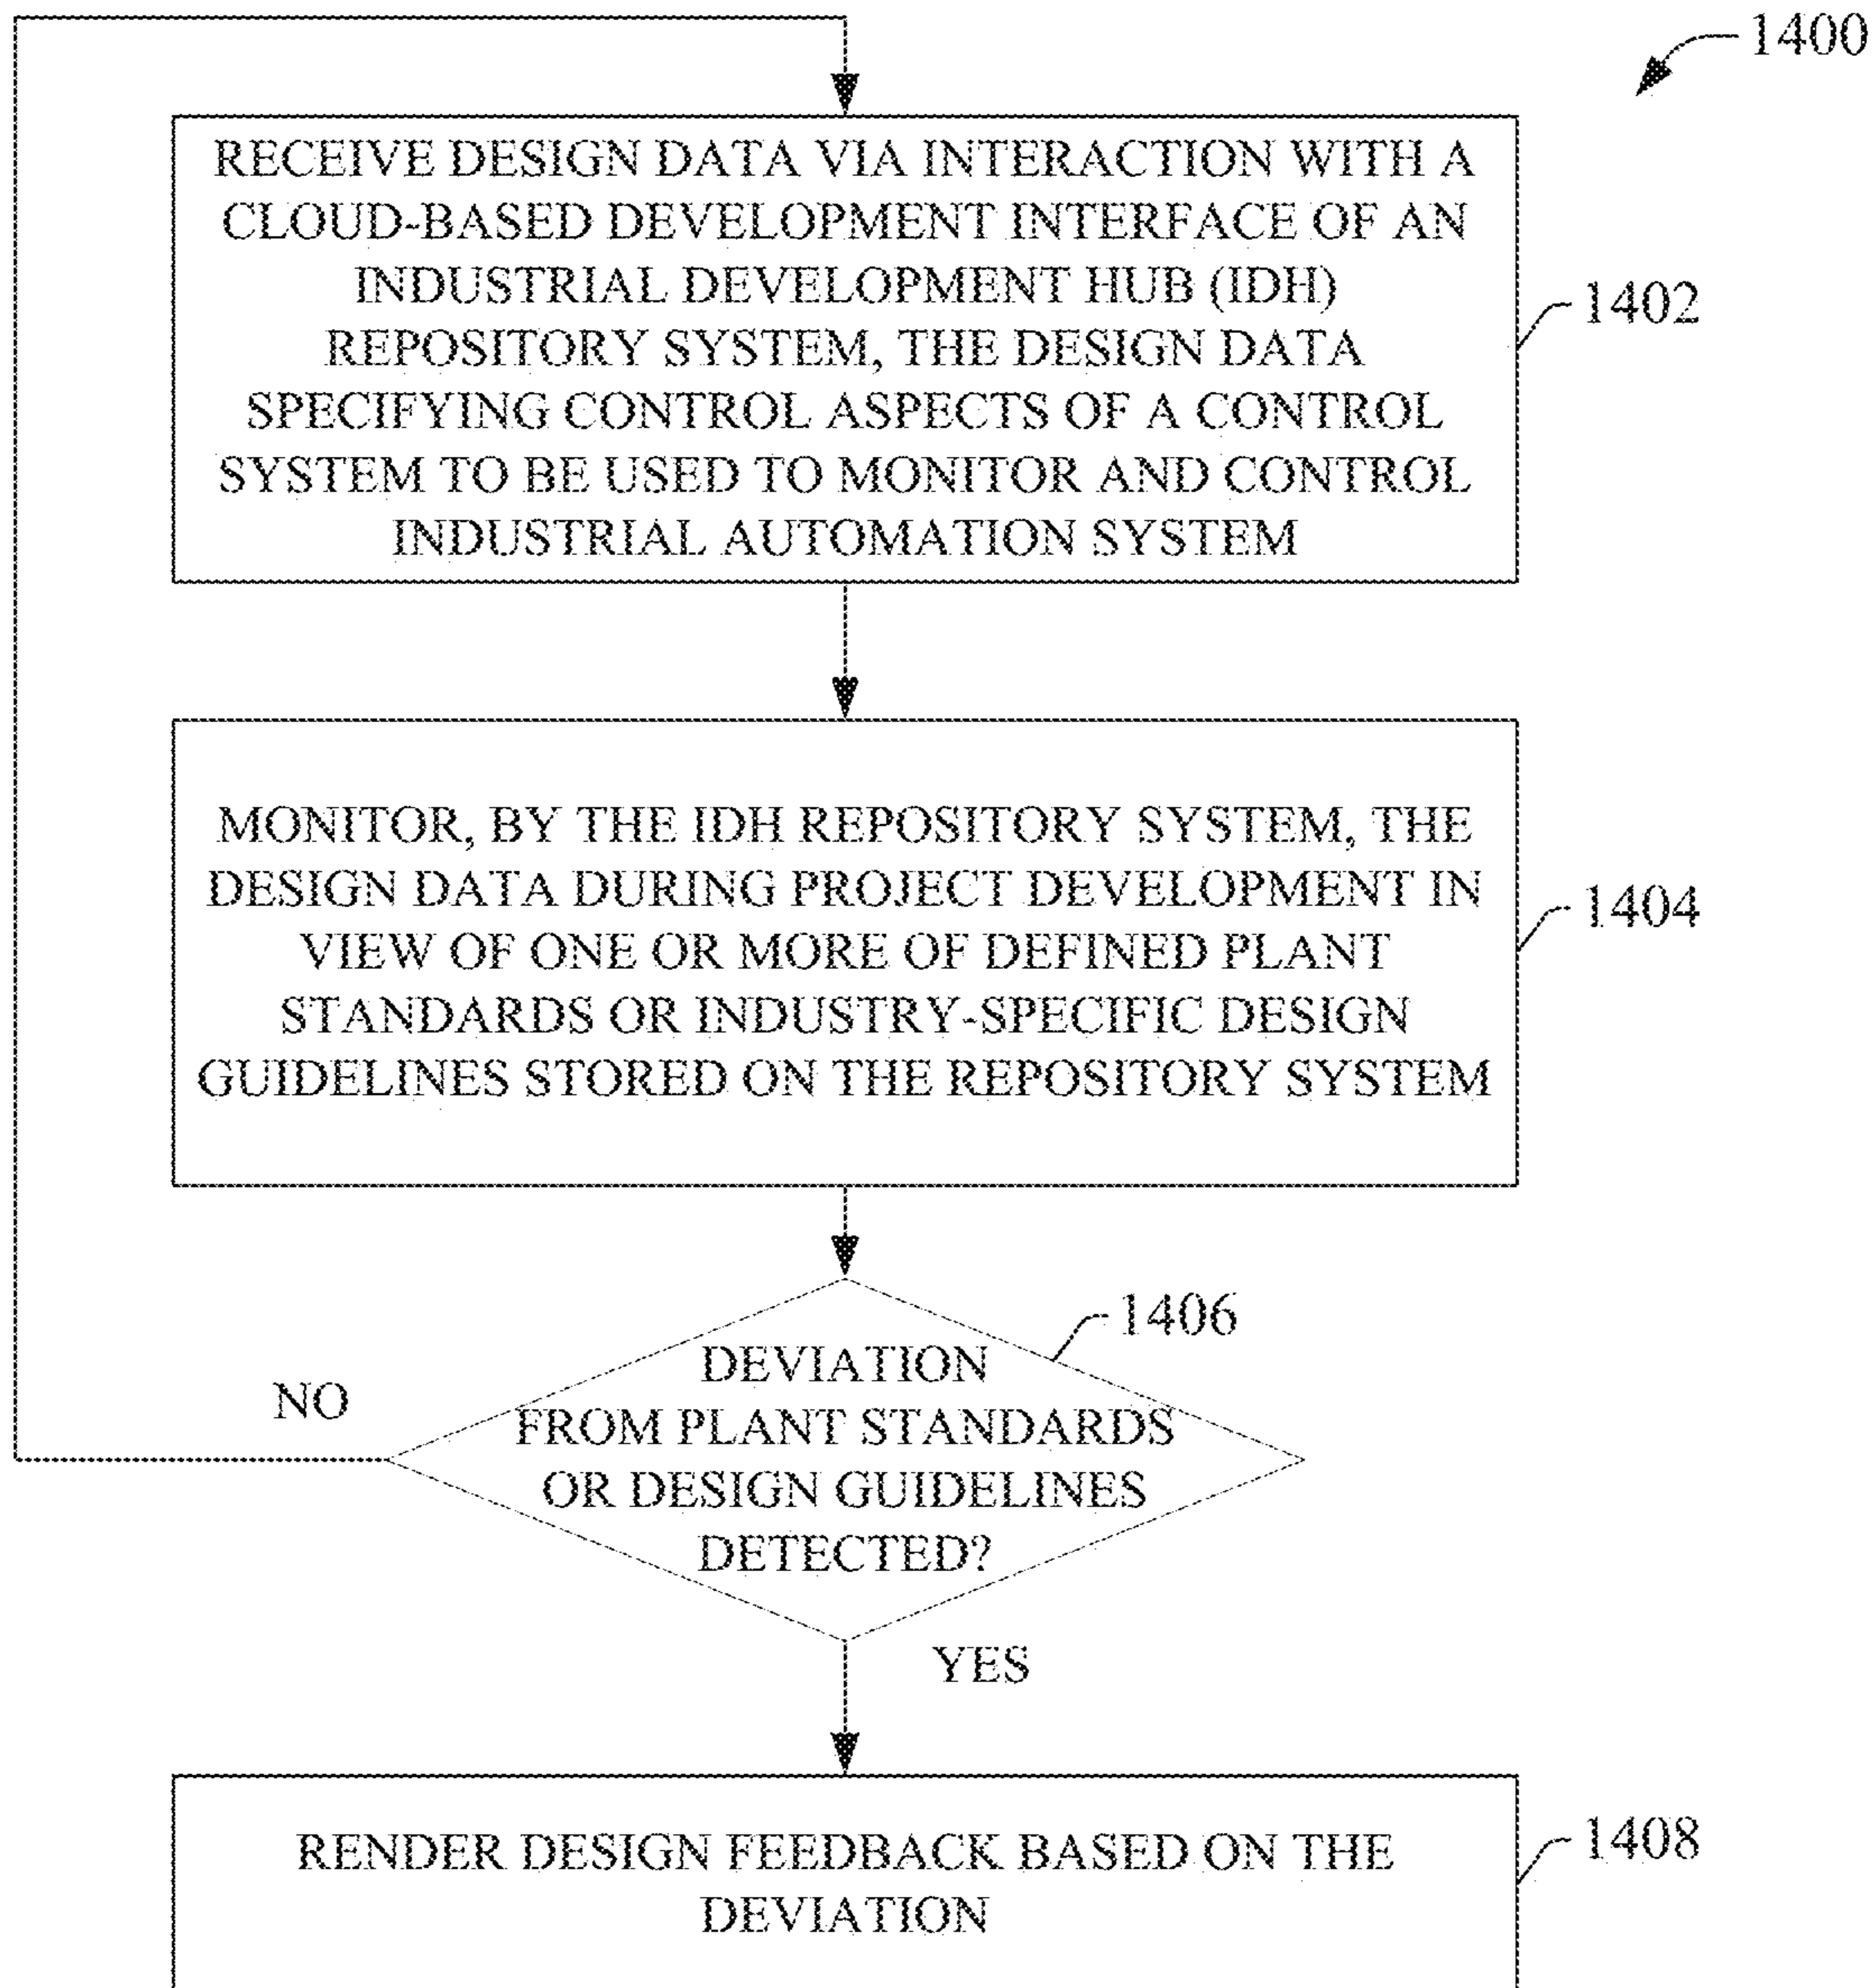 1400
RECEIVE DESIGN DATA VIA INTERACTION WITH A
CLOUD-BASED DEVELOPMENT INTERFACE OF AN
INDUSTRIAL DEVELOPMENT HUB (IDH)
REPOSITORY SYSTEM, THE DESIGN DATA
SPECIFYING CONTROL ASPECTS OF A CONTROL
SYSTEM TO BE USED TO MONITOR AND CONTROL
INDUSTRIAL AUTOMATION SYSTEM
1402
MONITOR, BY THE IDH REPOSITORY SYSTEM, THE
DESIGN DATA DURING PROJECT DEVELOPMENT IN
VIEW OF ONE OR MORE OF DEFINED PLANT
STANDARDS OR INDUSTRY-SPECIFIC DESIGN
GUIDELINES STORED ON THE REPOSITORY SYSTEM
1404
1406
DEVIATION
FROM PLANT STANDARDS
OR DESIGN GUIDELINES
DETECTED?
NO
YES
RENDER DESIGN FEEDBACK BASED ON THE
DEVIATION
1408